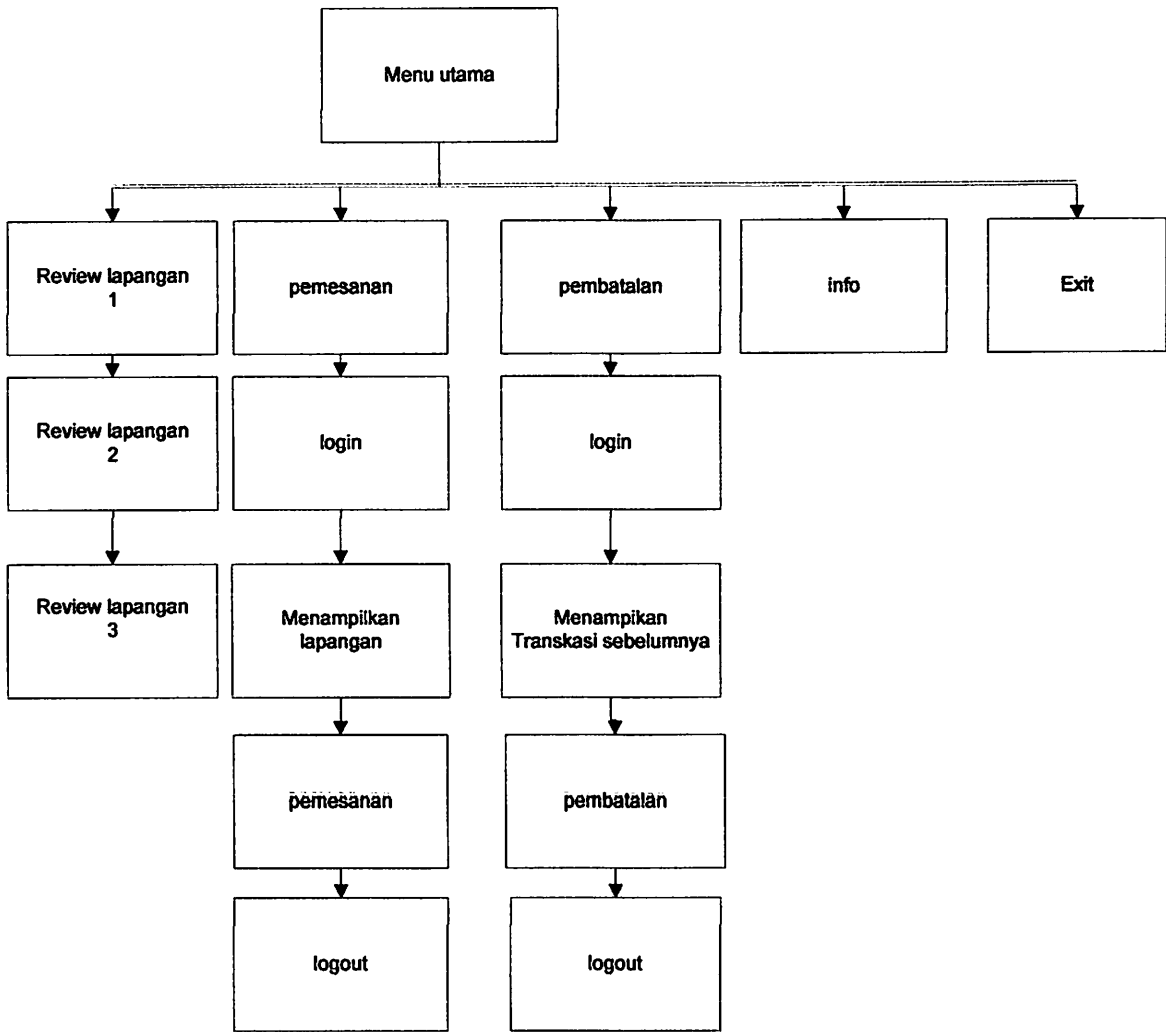 Menu utama
Review lapangan
1
pemesanan
pembatalan
info
Exit
Review lapangan
2
login
login
Review lapangan
3
Menampilkan
lapangan
Menampikan
Transkasi sebelumnya
pemesanan
pembatalan
logout
logout